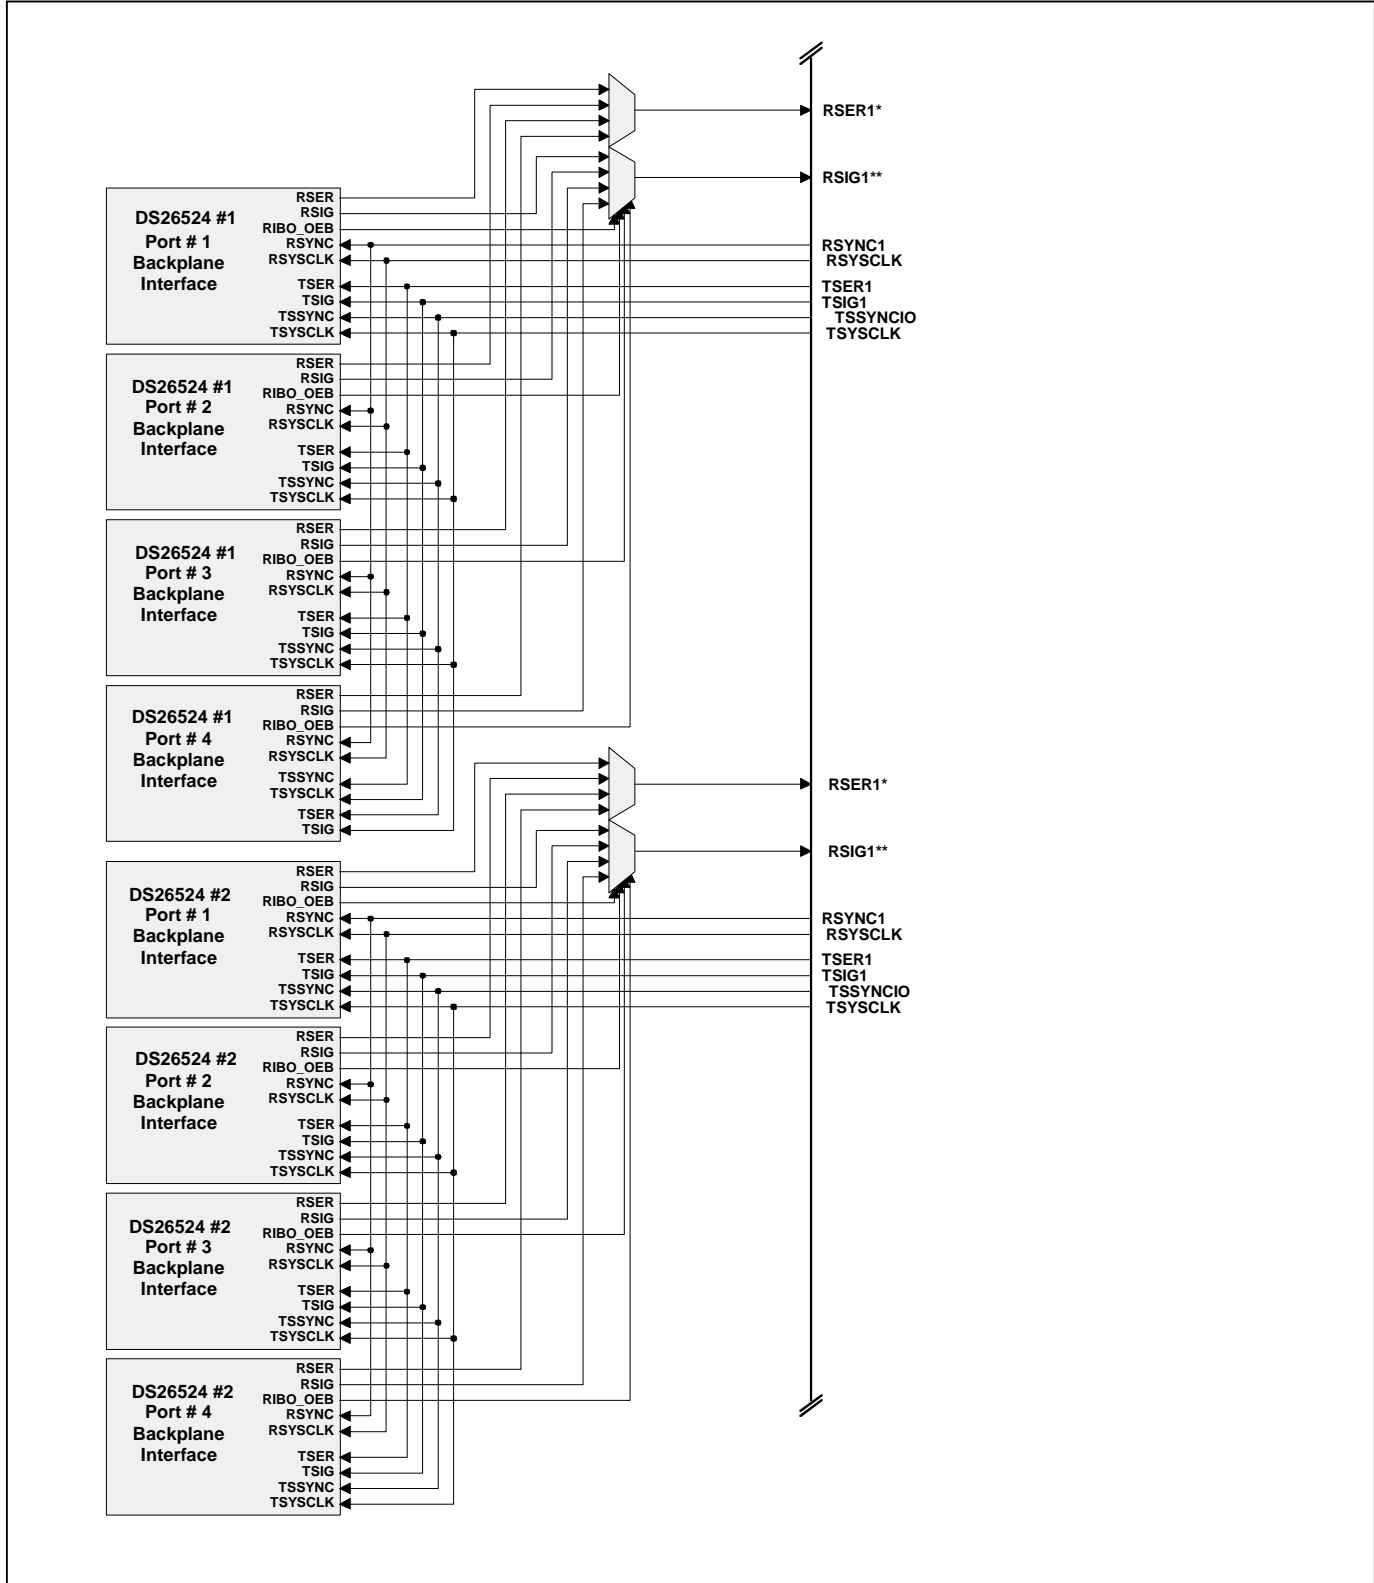 RSER1*
RSIG1**
DS26524 #1
Port # 1
Backplane
Interface
RSER
RSIG
RIBO_OEB
RSYNC
RSYSCLK
TSER
TSIG
TSSYNC
TSYSCLK
RSYNC1
RSYSCLK
TSER1
TSIG1
TSSYNCIO
TSYSCLK
DS26524 #1
Port # 2
Backplane
Interface
RSER
RSIG
RIBO_OEB
RSYNC
RSYSCLK
TSER
TSIG
TSSYNC
TSYSCLK
DS26524 #1
Port # 3
Backplane
Interface
RSER
RSIG
RIBO_OEB
RSYNC
RSYSCLK
TSER
TSIG
TSSYNC
TSYSCLK
DS26524 #1
Port # 4
Backplane
Interface
RSER
RSIG
RIBO_OEB
RSYNC
RSYSCLK
TSSYNC
TSYSCLK
TSER
TSIG
RSER1*
RSIG1**
DS26524 #2
Port # 1
Backplane
Interface
RSER
RSIG
RIBO_OEB
RSYNC
RSYSCLK
TSER
TSIG
TSSYNC
TSYSCLK
RSYNC1
RSYSCLK
TSER1
TSIG1
TSSYNCIO
TSYSCLK
DS26524 #2
Port # 2
Backplane
Interface
RSER
RSIG
RIBO_OEB
RSYNC
RSYSCLK
TSER
TSIG
TSSYNC
TSYSCLK
DS26524 #2
Port # 3
Backplane
Interface
RSER
RSIG
RIBO_OEB
RSYNC
RSYSCLK
TSER
TSIG
TSSYNC
TSYSCLK
DS26524 #2
Port # 4
Backplane
Interface
RSER
RSIG
RIBO_OEB
RSYNC
RSYSCLK
TSER
TSIG
TSSYNC
TSYSCLK